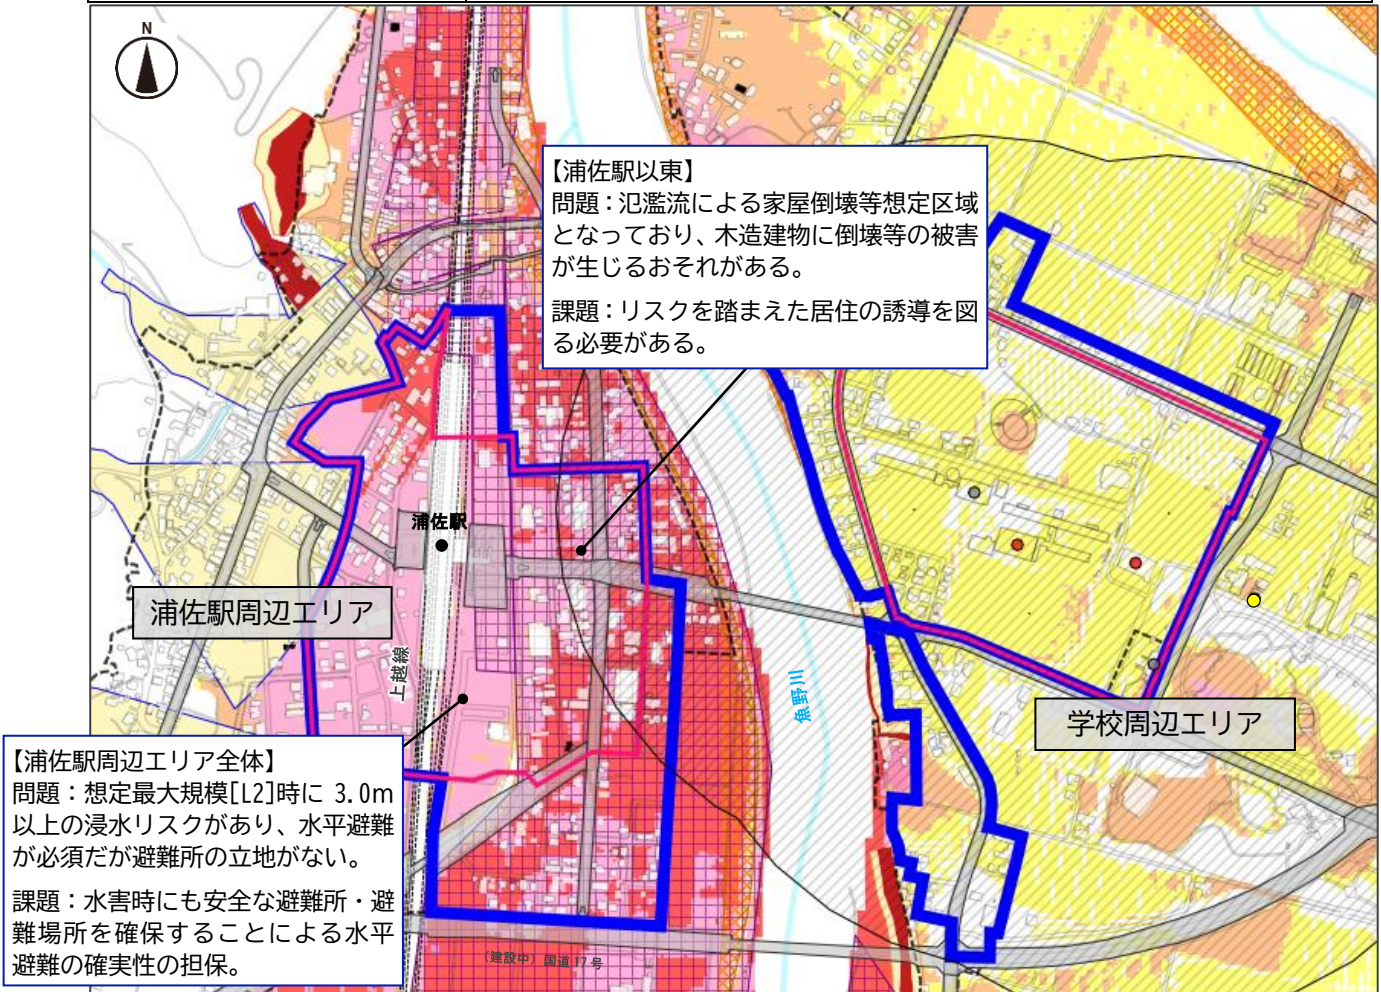 N
【浦佐駅以東】
問題：氾濫流による家屋倒壊等想定区域
となっており、木造建物に倒壊等の被害
が生じるおそれがある。
課題：リスクを踏まえた居住の誘導を図
る必要がある。
浦佐駅
浦佐駅周辺エリア
上越線
魚野川
学校周辺エリア
【浦佐駅周辺エリア全体】
問題：想定最大規模[L2]時に 3.0m
以上の浸水リスクがあり、水平避難
が必須だが避難所の立地がない。
課題：水害時にも安全な避難所・避
難場所を確保することによる水平
避難の確実性の担保。
（建設中）国道17号